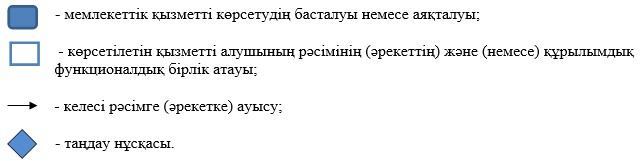 - мемлекеттік қызметті көрсетудің басталуы немесе аяқталуы;
- көрсетілетін қызметті алушының рәсімінің (әрекеттің) және (немесе) құрылымдық
функционалдық бірлік атауы;
- келесі рәсімге (әрекетке) ауысу;
- таңдау нұсқасы.